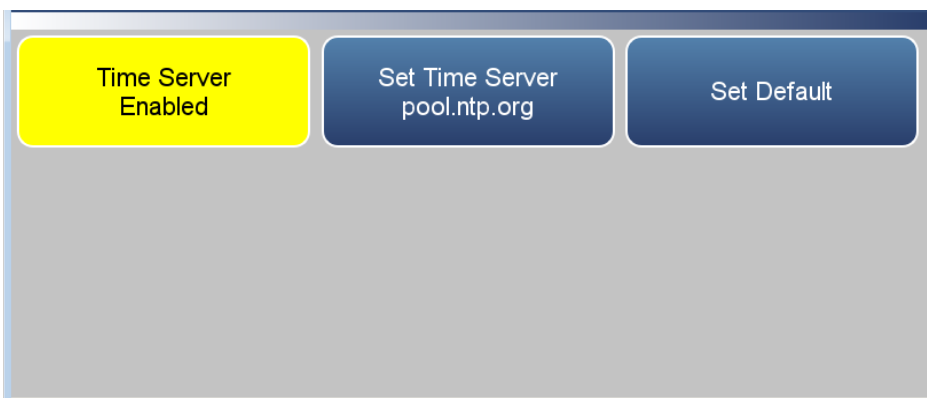 Time Server
Enabled
Set Time Server
pool.ntp.org
Set Default